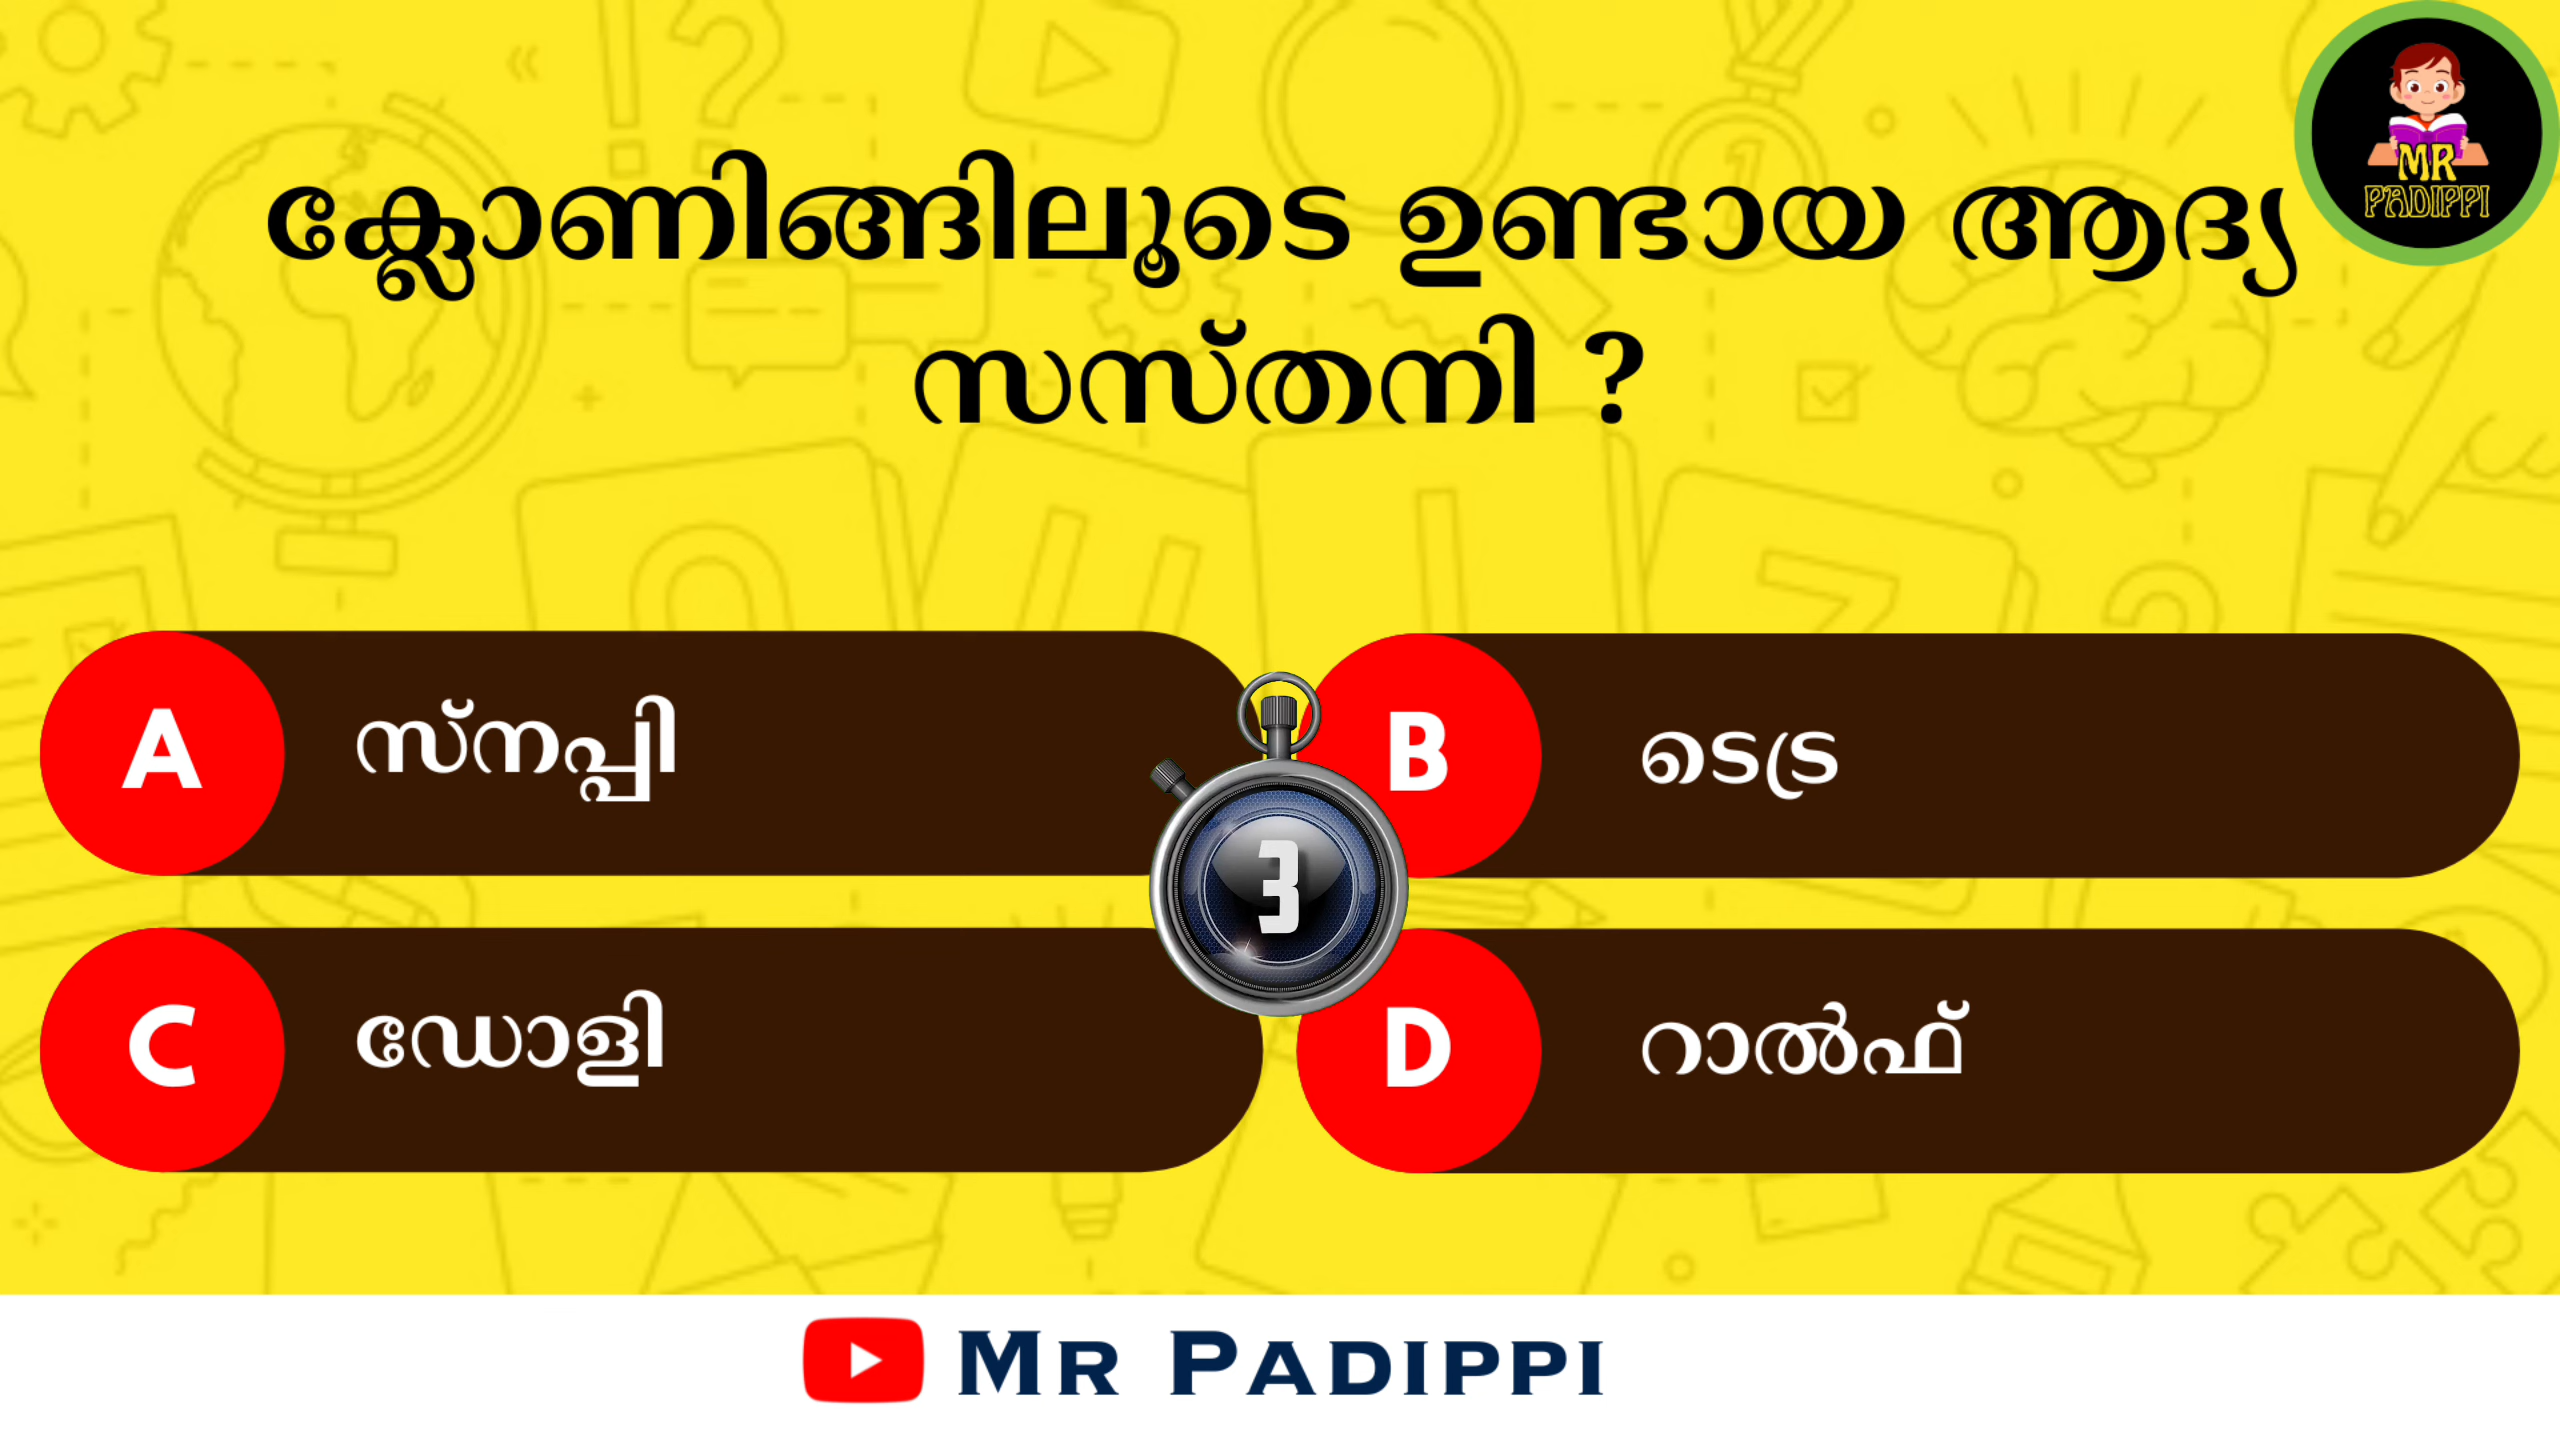 MR
PADIPPI
ക്ലോണിങ്ങിലൂടെ ഉണ്ടായ ആദ്യ
സസ്തനി ?
A സ്നപ്പി
B ടെട്ര
3
C ഡോളി
D റാൽഫ്
MR PADIPPI